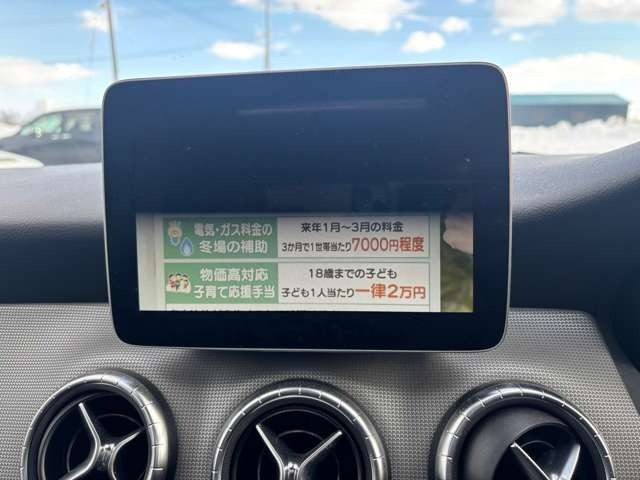 電気・ガス料金の
冬場の補助
来年1月～3月の料金
3か月で1世帯当たり7000円程度
物価高対応
子育て応援手当
18歳までの子ども
子ども1人当たり一律2万円